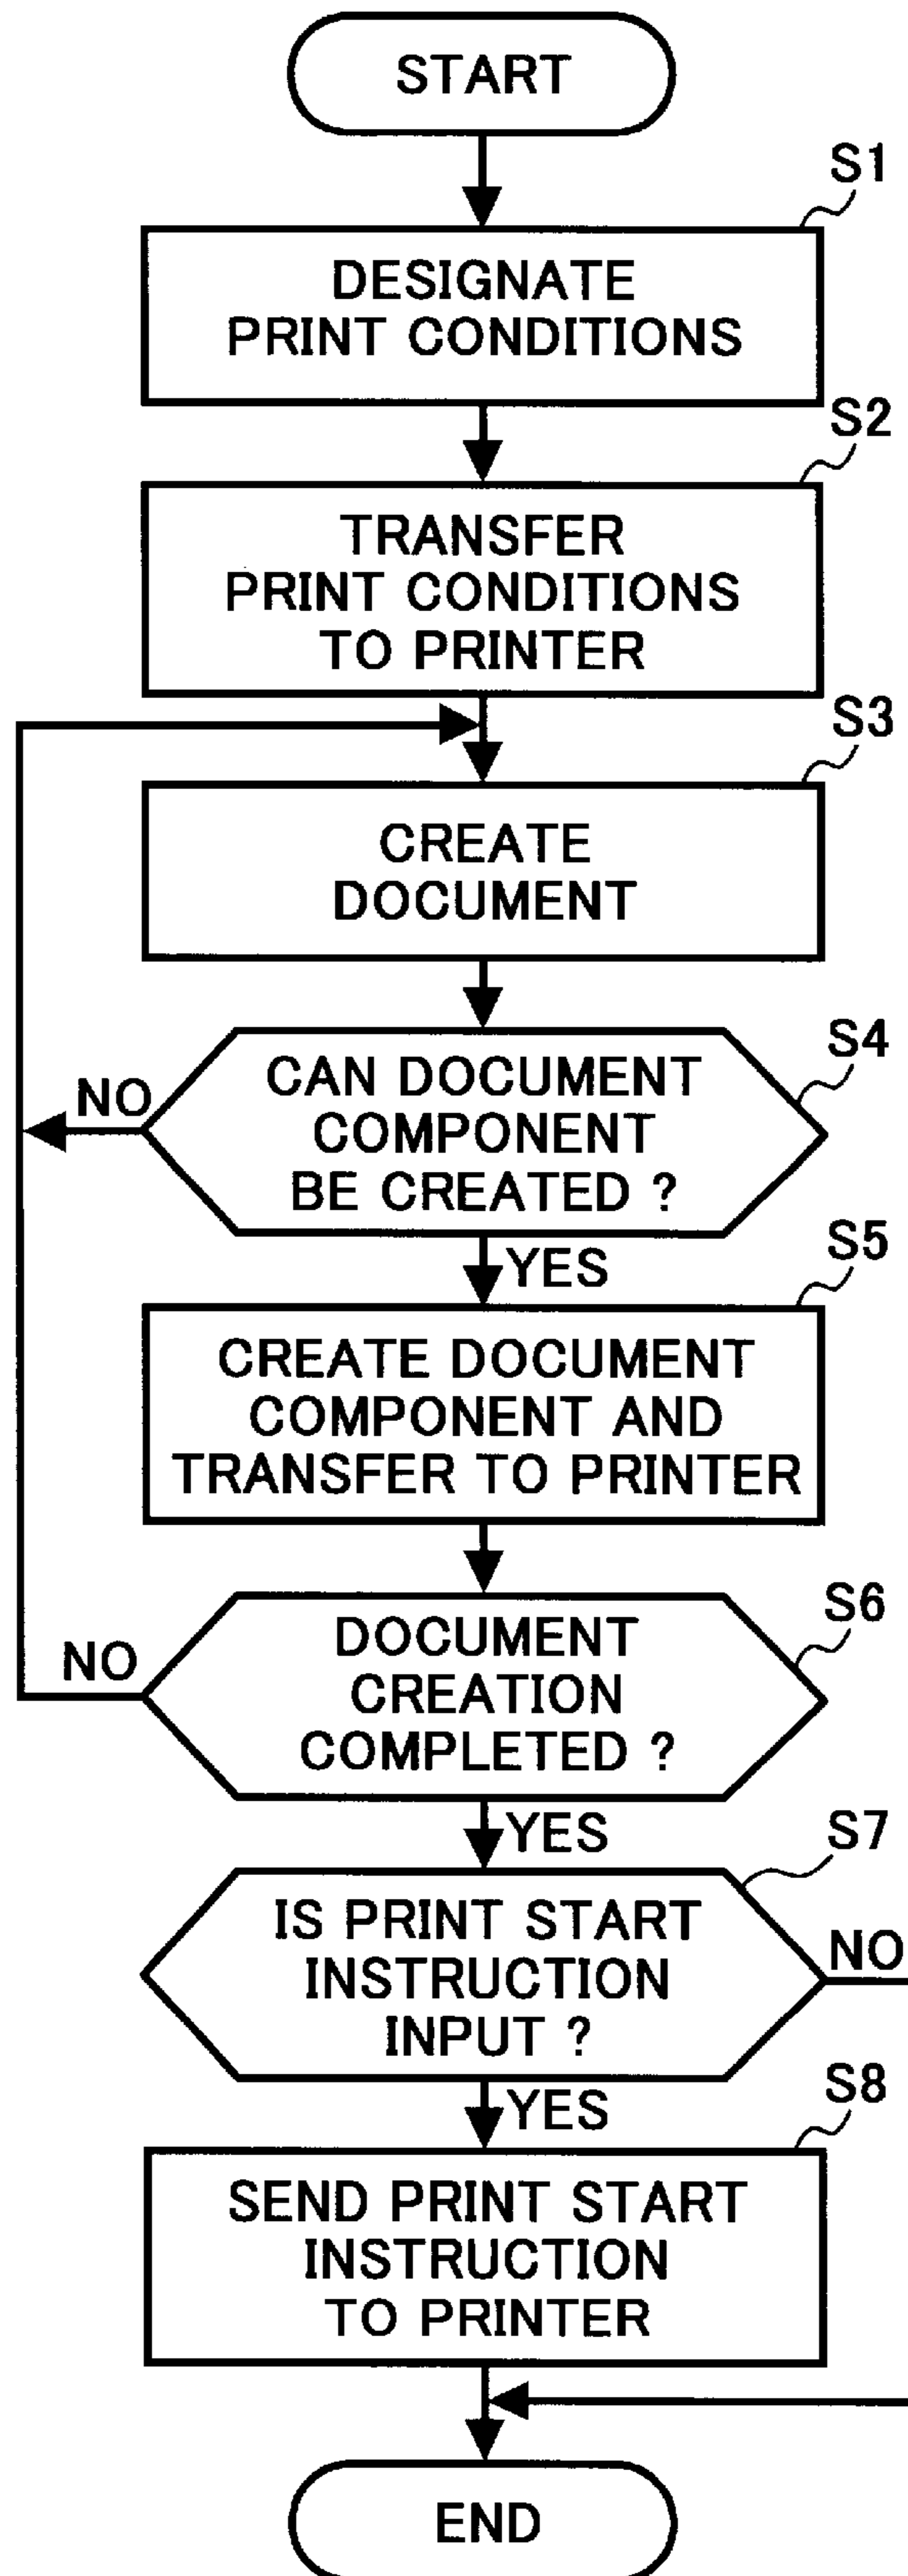 START
S1
DESIGNATE
PRINT CONDITIONS
S2
TRANSFER
PRINT CONDITIONS
TO PRINTER
S3
CREATE
DOCUMENT
S4
NO
CAN DOCUMENT
COMPONENT
BE CREATED ?
YES
S5
CREATE DOCUMENT
COMPONENT AND
TRANSFER TO PRINTER
S6
NO
DOCUMENT
CREATION
COMPLETED ?
YES
S7
IS PRINT START
INSTRUCTION
INPUT ?
NO
YES
S8
SEND PRINT START
INSTRUCTION
TO PRINTER
END